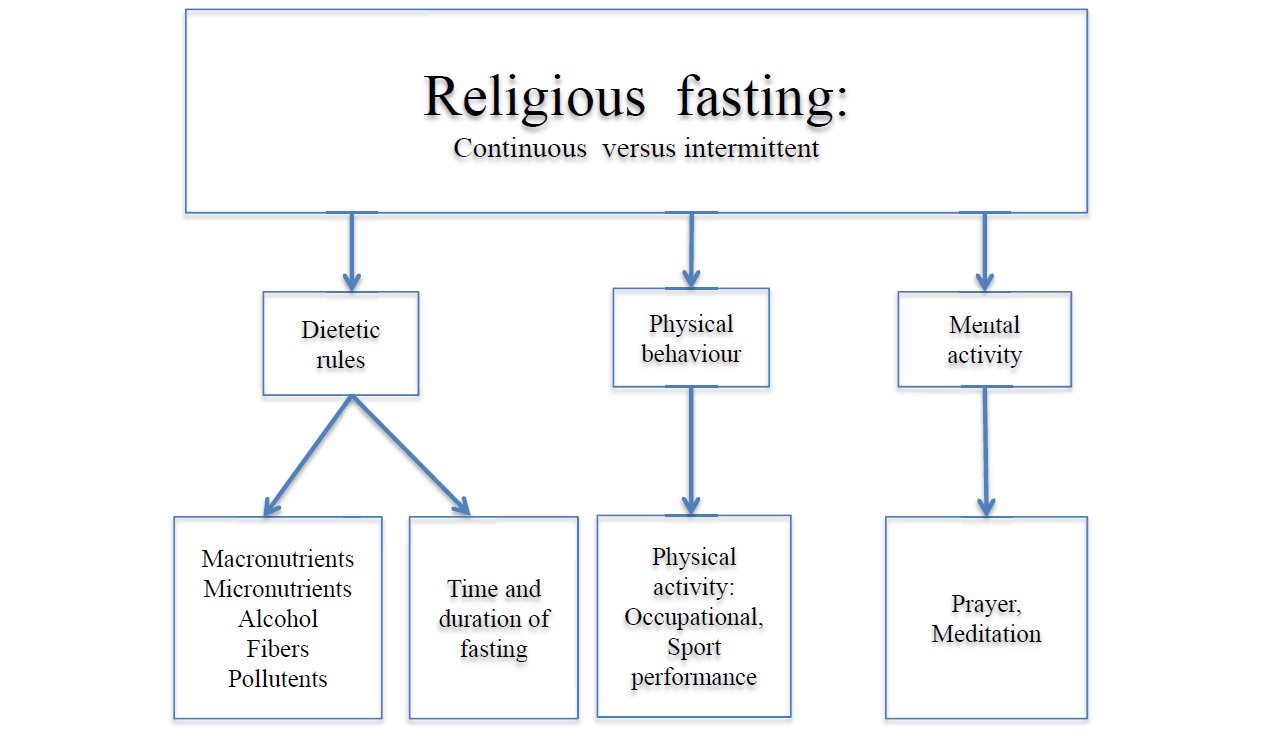 Religious fasting:
Continuous versus intermittent
Dietetic
rules
Physical
behaviour
Mental
activity
Macronutrients
Micronutrients
Alcohol
Fibers
Pollutents
Time and
duration of
fasting
Physical
activity:
Occupational,
Sport
performance
Prayer,
Meditation